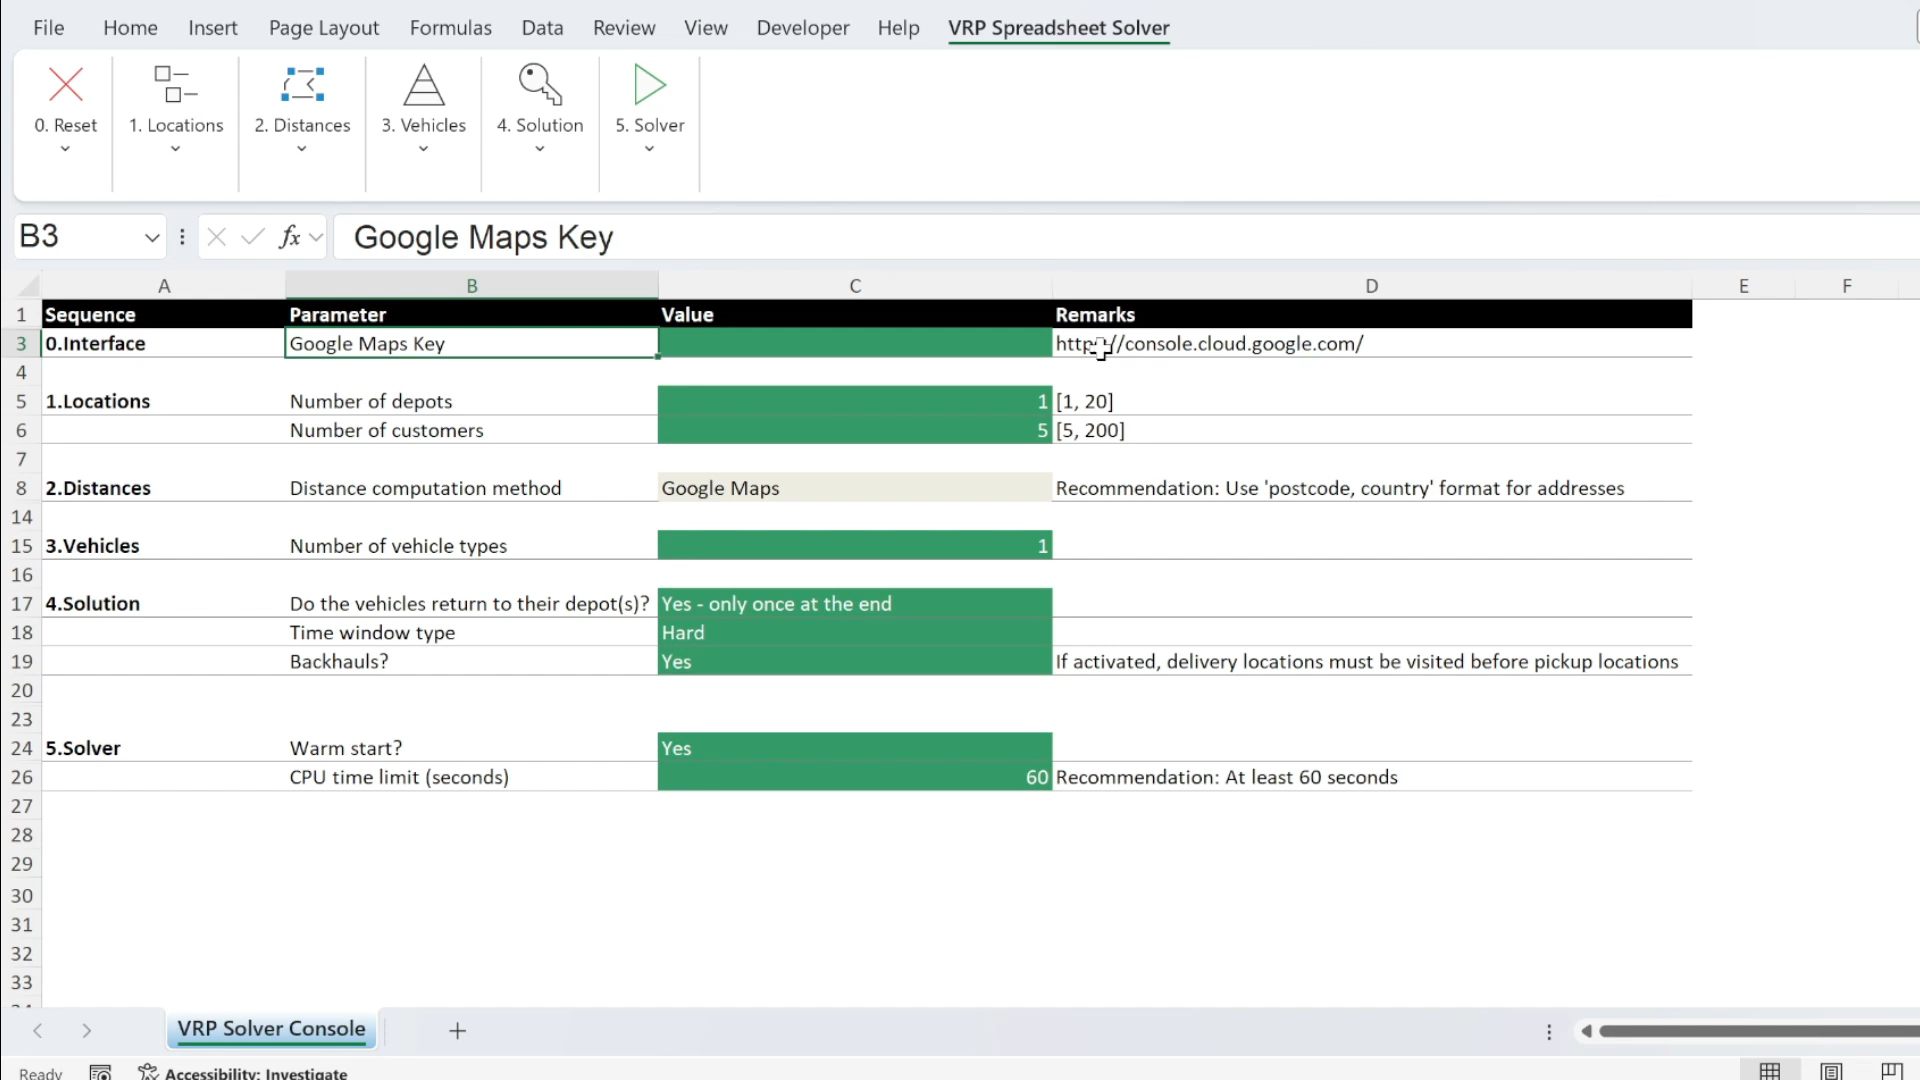 File Home Insert Page Layout Formulas Data Review View Developer Help VRP Spreadsheet Solver
0. Reset 1. Locations 2. Distances 3. Vehicles 4. Solution 5. Solver
B3 fx Google Maps Key
A B C D E F
1 Sequence Parameter Value Remarks
3 0.Interface Google Maps Key //console.cloud.google.com/
4
5 1.Locations Number of depots 1 [1, 20]
6 Number of customers 5 [5, 200]
7
8 2.Distances Distance computation method Google Maps Recommendation: Use 'postcode, country' format for addresses
14
15 3.Vehicles Number of vehicle types 1
16
17 4.Solution Do the vehicles return to their depot(s)? Yes - only once at the end
18 Time window type Hard
19 Backhauls? Yes If activated, delivery locations must be visited before pickup locations
20
23
24 5.Solver Warm start? Yes
26 CPU time limit (seconds) 60 Recommendation: At least 60 seconds
27
28
29
30
31
32
33
VRP Solver Console
Ready Accessibility: Investigate